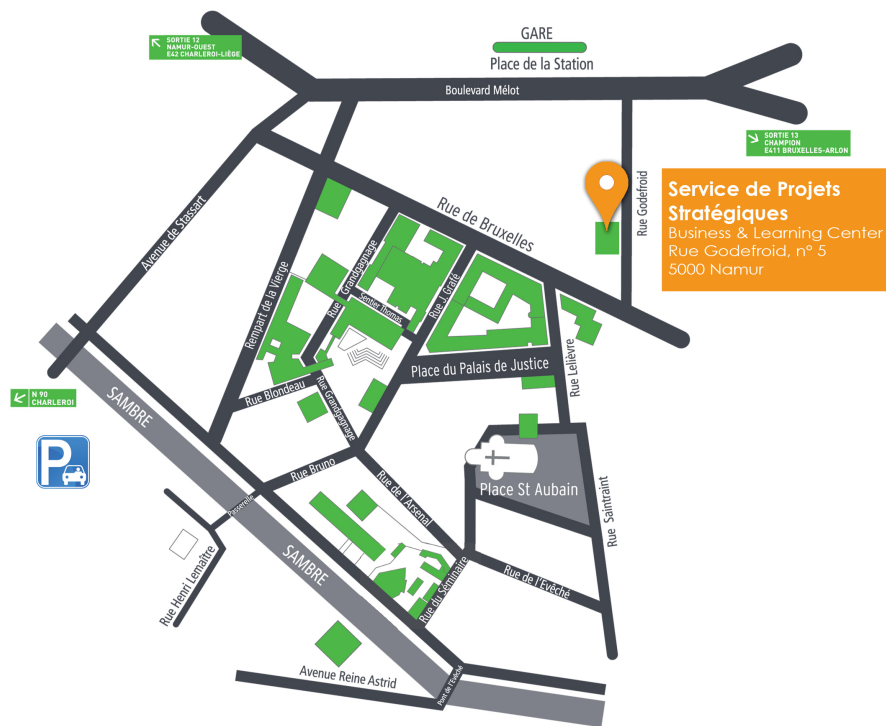 SORTIE 12
NAMUR-OUEST
E42 CHARLEROI-LIÈGE
GARE
Place de la Station
Boulevard Mélot
SORTIE 13
CHAMPION
E411 BRUXELLES-ARLON
Service de Projets
Stratégiques
Business & Learning Center
Rue Godefroid, n° 5
5000 Namur
Rue Godefroid
Rue de Bruxelles
Avenue de Stassart
Rempart de la Vierge
Rue Grandgagnage
Sentier Thomas
Rue J. Grafé
Place du Palais de Justice
Rue Lelièvre
Rue Blondeau
Rue Grandgagnage
N 90
CHARLEROI
SAMBRE
P
Rue Bruno
Rue de l'Arsenal
Place St Aubain
Rue Saintraint
Passerelle
Rue Henri Lemaître
SAMBRE
Rue du Séminaire
Rue de l'Evêché
Avenue Reine Astrid
Pont de l'Evêché